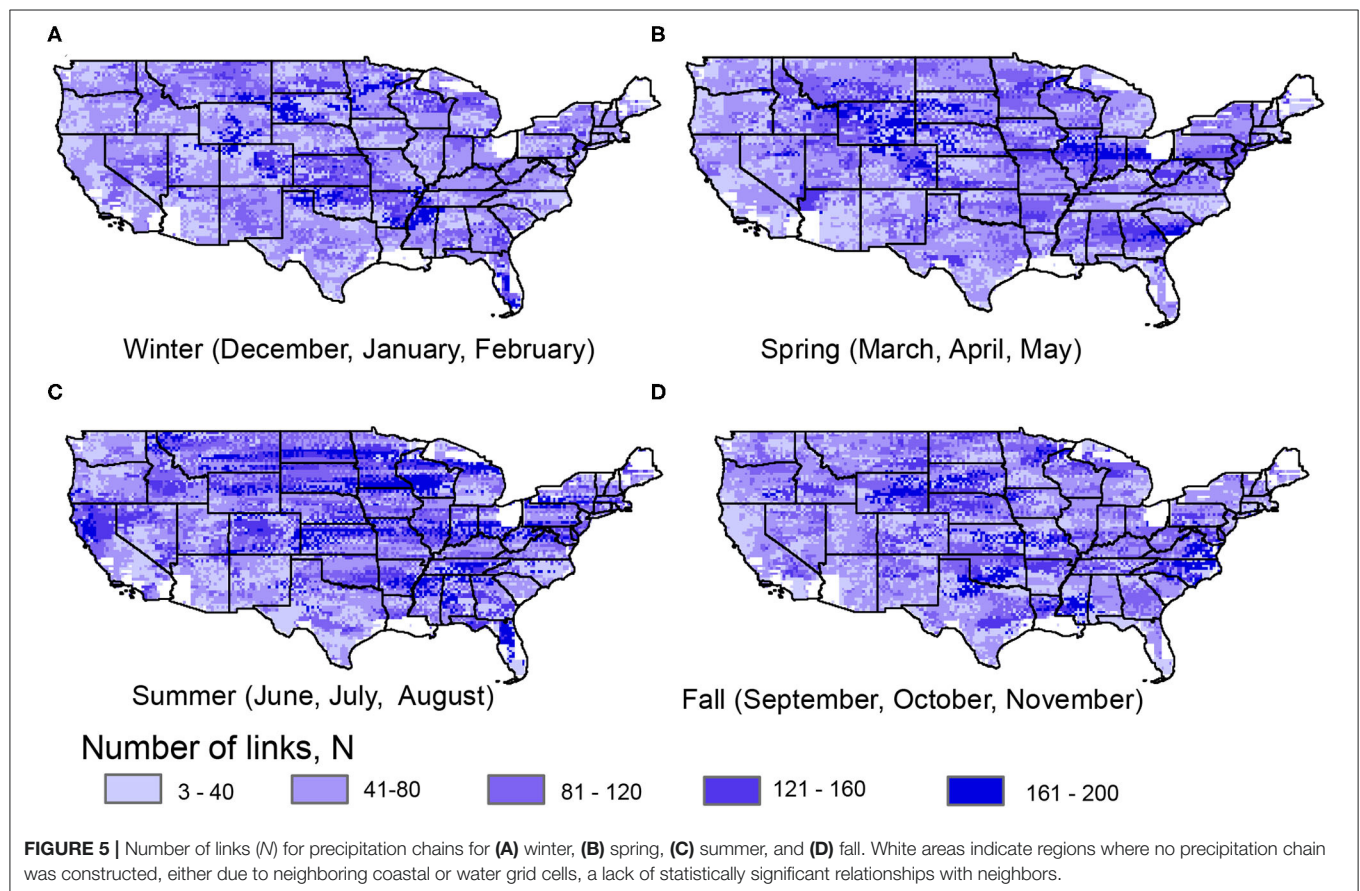 A
B
Winter (December, January, February)
Spring (March, April, May)
C
D
Summer (June, July, August)
Fall (September, October, November)
Number of links, N
3 - 40
41-80
81 - 120
121 - 160
161 - 200
FIGURE 5 | Number of links (N) for precipitation chains for (A) winter, (B) spring, (C) summer, and (D) fall. White areas indicate regions where no precipitation chain
was constructed, either due to neighboring coastal or water grid cells, a lack of statistically significant relationships with neighbors.